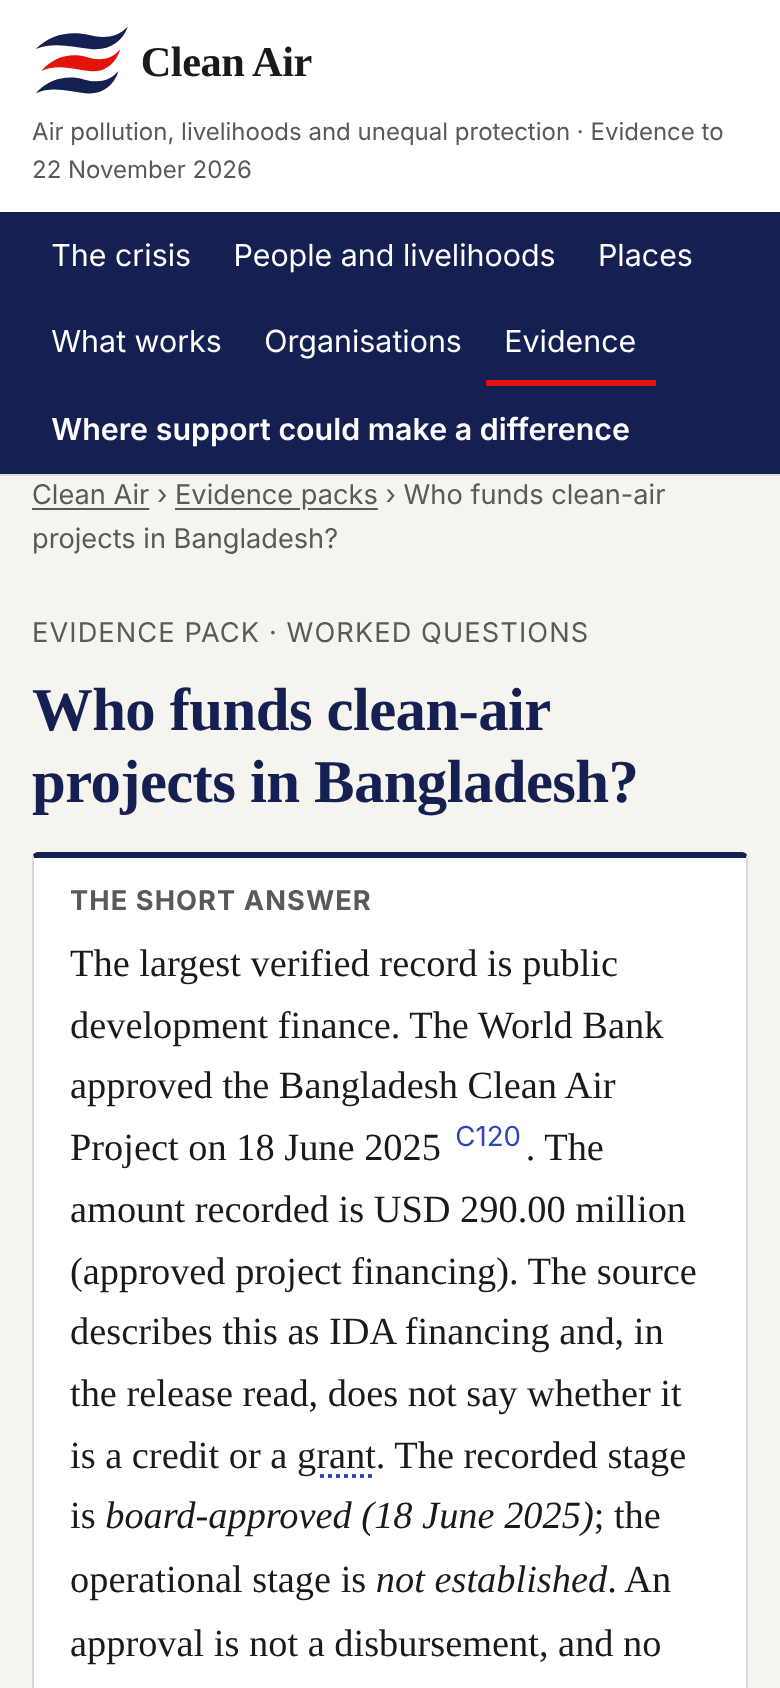 Clean Air
Air pollution, livelihoods and unequal protection · Evidence to
22 November 2026
The crisis People and livelihoods Places
What works Organisations Evidence
Where support could make a difference
Clean Air › Evidence packs › Who funds clean-air
projects in Bangladesh?
EVIDENCE PACK · WORKED QUESTIONS
Who funds clean-air
projects in Bangladesh?
THE SHORT ANSWER
The largest verified record is public
development finance. The World Bank
approved the Bangladesh Clean Air
Project on 18 June 2025 C120 . The
amount recorded is USD 290.00 million
(approved project financing). The source
describes this as IDA financing and, in
the release read, does not say whether it
is a credit or a grant. The recorded stage
is board-approved (18 June 2025); the
operational stage is not established. An
approval is not a disbursement, and no